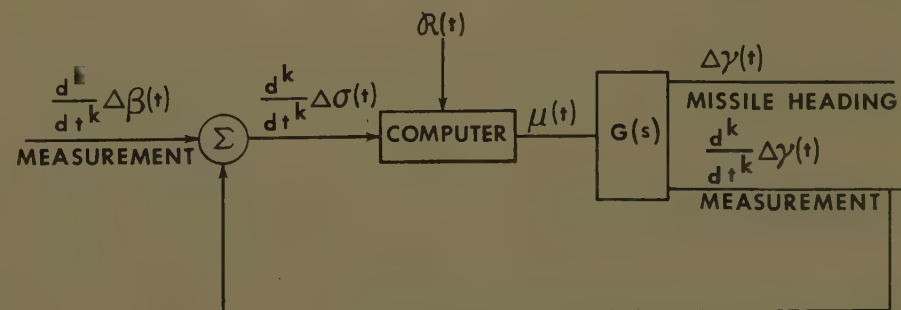 ℛ(t)
d^k/dt^k Δβ(t)
MEASUREMENT
Σ
d^k/dt^k Δσ(t)
COMPUTER
μ(t)
G(s)
Δγ(t)
MISSILE HEADING
d^k/dt^k Δγ(t)
MEASUREMENT